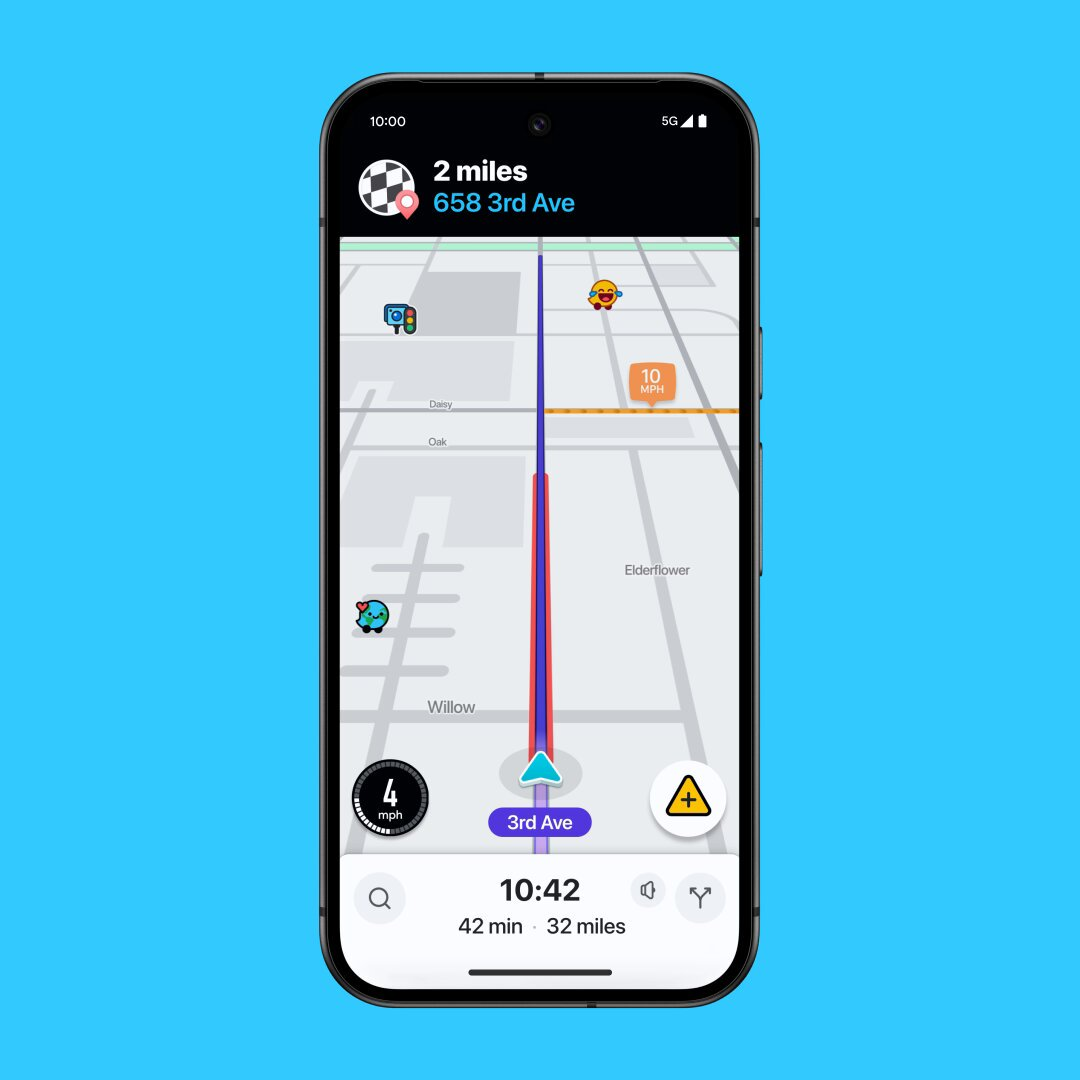 10:00
5G
2 miles
658 3rd Ave
10
MPH
Daisy
Oak
Elderflower
Willow
4
mph
3rd Ave
10:42
42 min · 32 miles